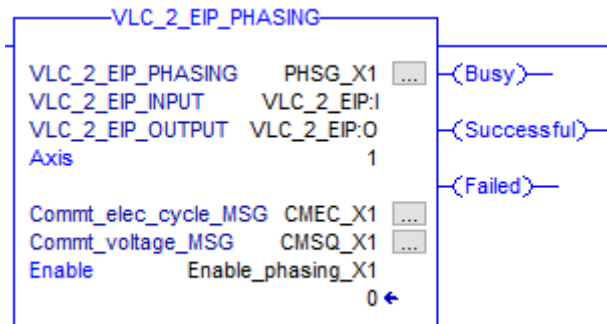 VLC_2_EIP_PHASING
VLC_2_EIP_PHASING PHSG_X1 ... (Busy)
VLC_2_EIP_INPUT VLC_2_EIP:I
VLC_2_EIP_OUTPUT VLC_2_EIP:O (Successful)
Axis 1
(Failed)
Commt_elec_cycle_MSG CMEC_X1 ...
Commt_voltage_MSG CMSQ_X1 ...
Enable Enable_phasing_X1
0